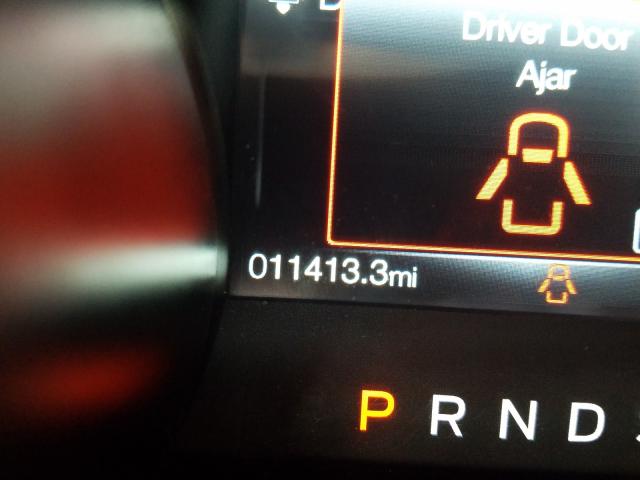 Driver Door
Ajar
011413.3mi
P R N D